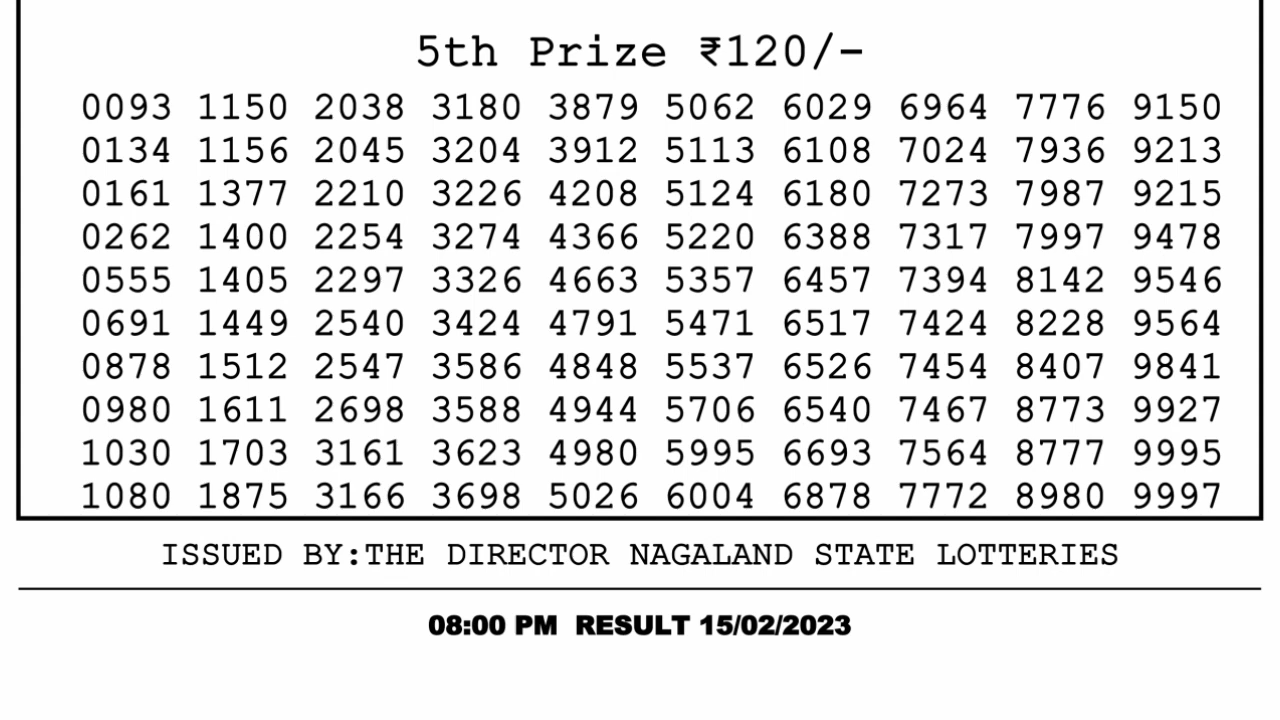 5th Prize ₹120/-
0093 1150 2038 3180 3879 5062 6029 6964 7776 9150
0134 1156 2045 3204 3912 5113 6108 7024 7936 9213
0161 1377 2210 3226 4208 5124 6180 7273 7987 9215
0262 1400 2254 3274 4366 5220 6388 7317 7997 9478
0555 1405 2297 3326 4663 5357 6457 7394 8142 9546
0691 1449 2540 3424 4791 5471 6517 7424 8228 9564
0878 1512 2547 3586 4848 5537 6526 7454 8407 9841
0980 1611 2698 3588 4944 5706 6540 7467 8773 9927
1030 1703 3161 3623 4980 5995 6693 7564 8777 9995
1080 1875 3166 3698 5026 6004 6878 7772 8980 9997
ISSUED BY:THE DIRECTOR NAGALAND STATE LOTTERIES
08:00 PM RESULT 15/02/2023